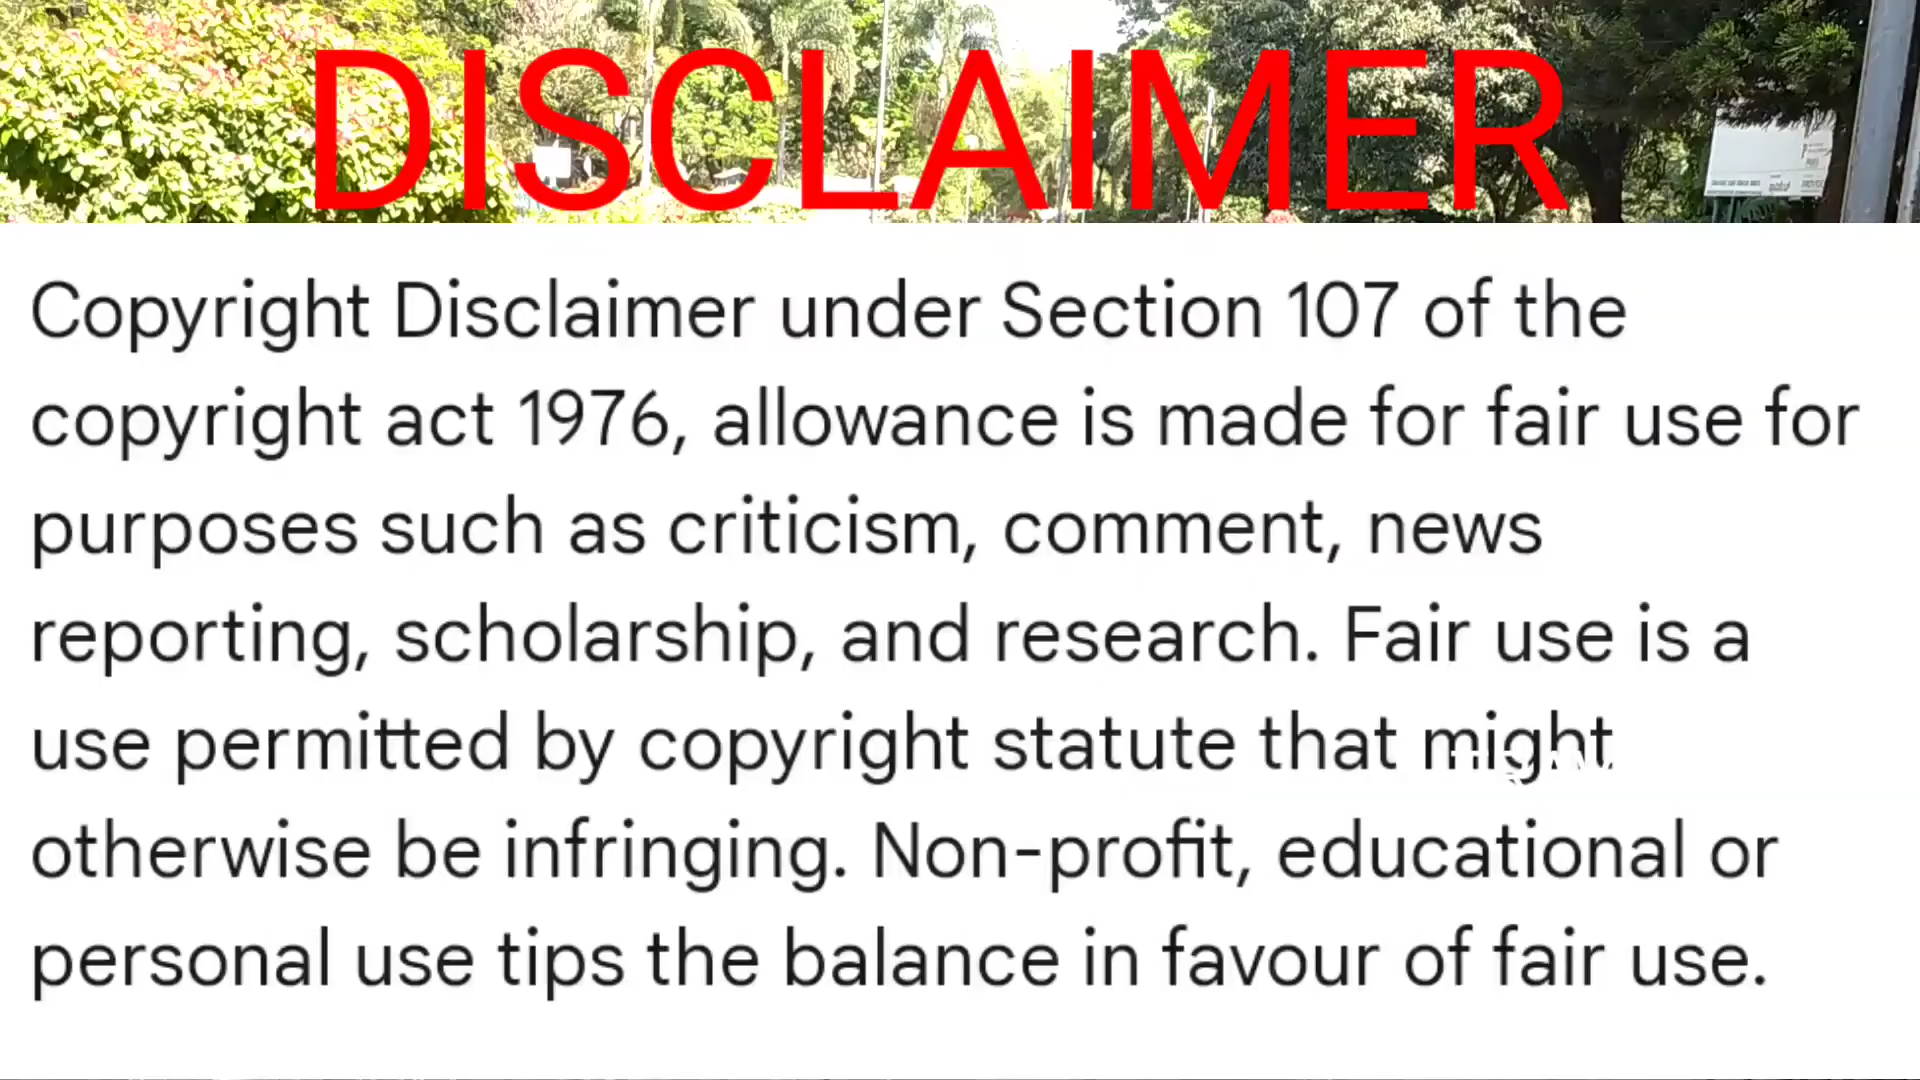 DISCLAIMER
Copyright Disclaimer under Section 107 of the
copyright act 1976, allowance is made for fair use for
purposes such as criticism, comment, news
reporting, scholarship, and research. Fair use is a
use permitted by copyright statute that might
otherwise be infringing. Non-profit, educational or
personal use tips the balance in favour of fair use.